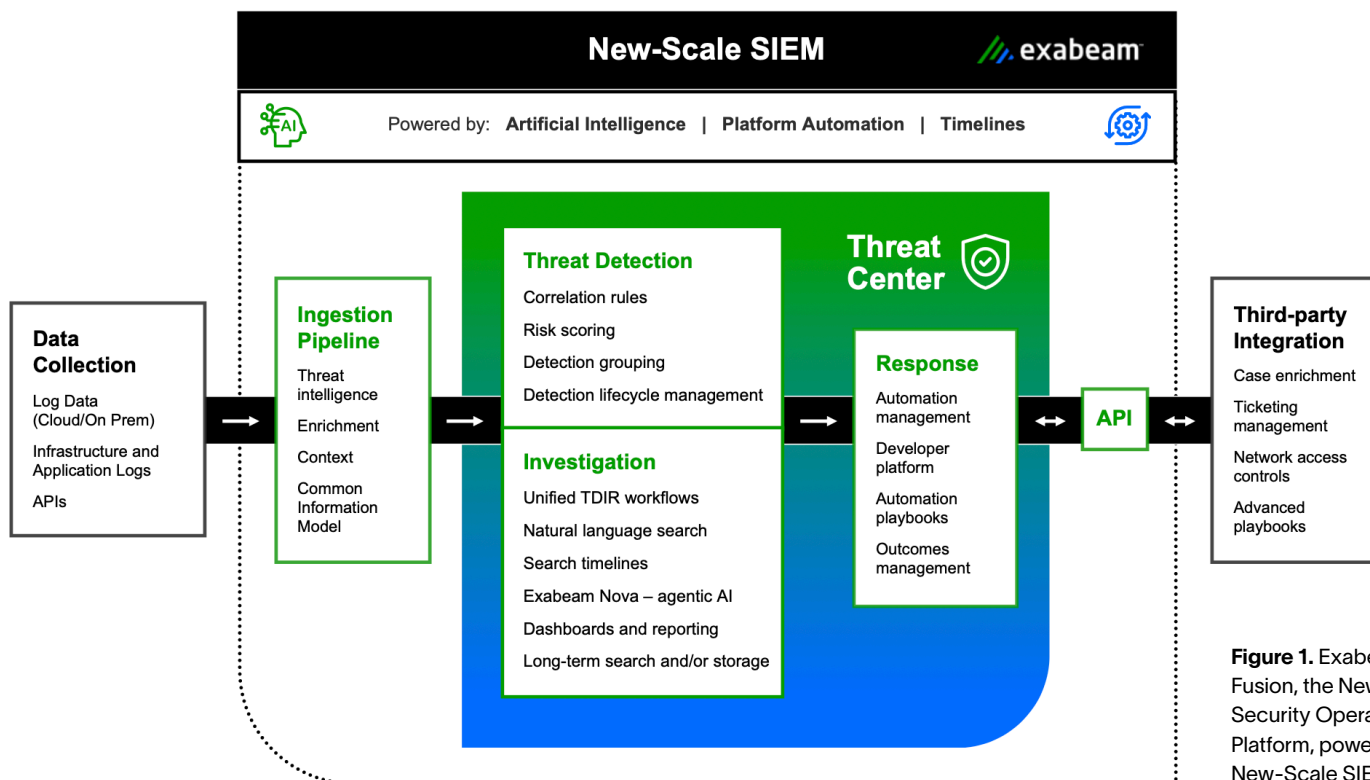 New-Scale SIEM
exabeam
AI
Powered by: Artificial Intelligence | Platform Automation | Timelines
Data
Collection
Log Data
(Cloud/On Prem)
Infrastructure and
Application Logs
APIs
Ingestion
Pipeline
Threat
intelligence
Enrichment
Context
Common
Information
Model
Threat Detection
Correlation rules
Risk scoring
Detection grouping
Detection lifecycle management
Investigation
Unified TDIR workflows
Natural language search
Search timelines
Exabeam Nova – agentic AI
Dashboards and reporting
Long-term search and/or storage
Threat
Center
Response
Automation
management
Developer
platform
Automation
playbooks
Outcomes
management
API
Third-party
Integration
Case enrichment
Ticketing
management
Network access
controls
Advanced
playbooks
Figure 1.
Fusion, the
Security
Platform,
New-Scale